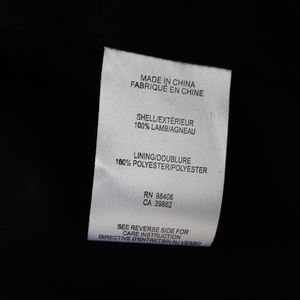 MADE IN CHINA
FABRIQUÉ EN CHINE
SHELL/EXTÉRIEUR
100% LAMB/AGNEAU
LINING/DOUBLURE
100% POLYESTER/POLYESTER
RN 98406
CA 39882
SEE REVERSE SIDE FOR
CARE INSTRUCTION
DIRECTIVE D'ENTRETIEN AU VERSO